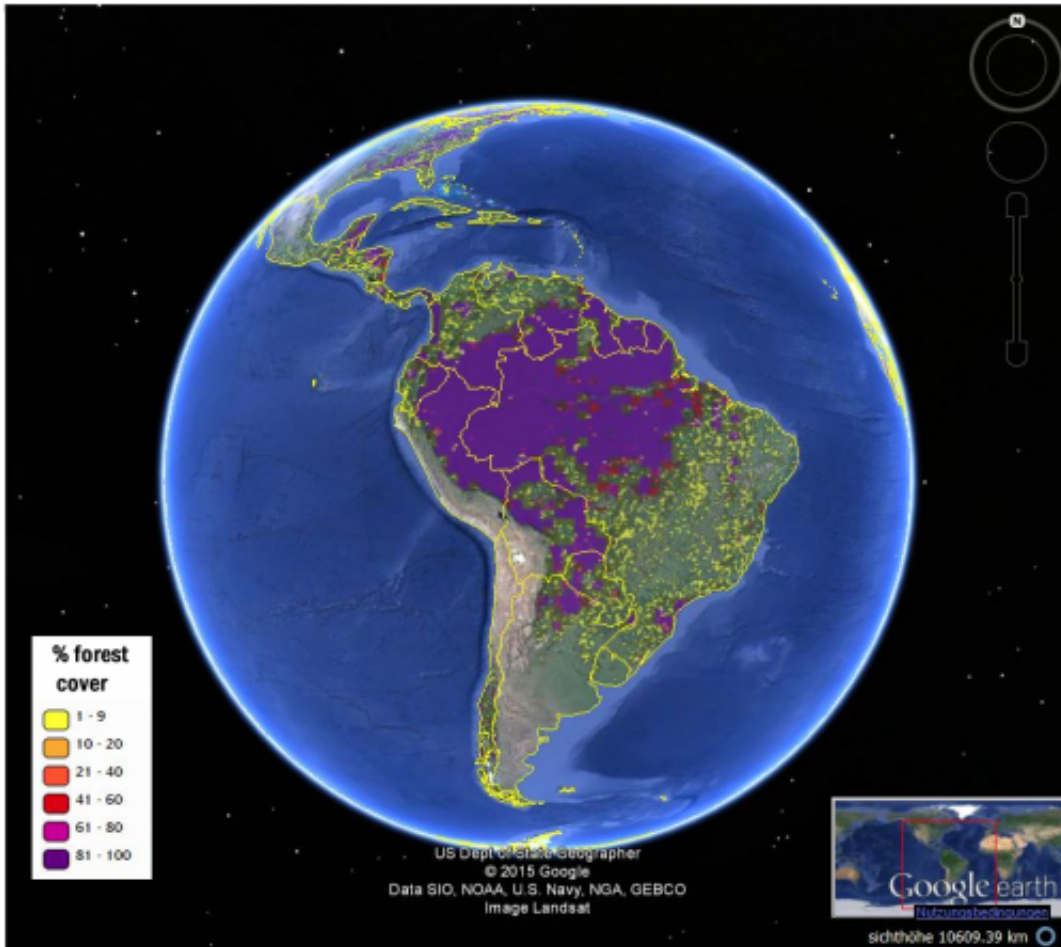 N
% forest
cover
1 - 9
10 - 20
21 - 40
41 - 60
61 - 80
81 - 100
US Dept of State Geographer
© 2015 Google
Data SIO, NOAA, U.S. Navy, NGA, GEBCO
Image Landsat
Google earth
Nutzungsbedingungen
sichthöhe 10609.39 km